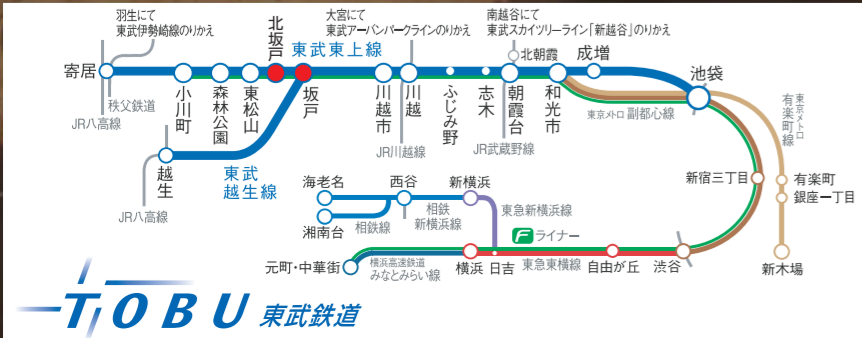 羽生にて
東武伊勢崎線のりかえ
北坂戸
東武東上線
大宮にて
東武アーバンパークラインのりかえ
南越谷にて
東武スカイツリーライン「新越谷」のりかえ
北朝霞
成増
池袋
寄居
秩父鉄道
JR八高線
小川町
森林公園
東松山
坂戸
川越市
川越
ふじみ野
志木
朝霞台
和光市
JR川越線
JR武蔵野線
東京メトロ 副都心線
東京メトロ
有楽町線
越生
東武
越生線
JR八高線
海老名
西谷
新横浜
新宿三丁目
有楽町
銀座一丁目
湘南台
相鉄線
相鉄
新横浜線
東急新横浜線
F ライナー
元町・中華街
横浜高速鉄道
みなとみらい線
横浜
日吉
東急東横線
自由が丘
渋谷
新木場
TOBU 東武鉄道